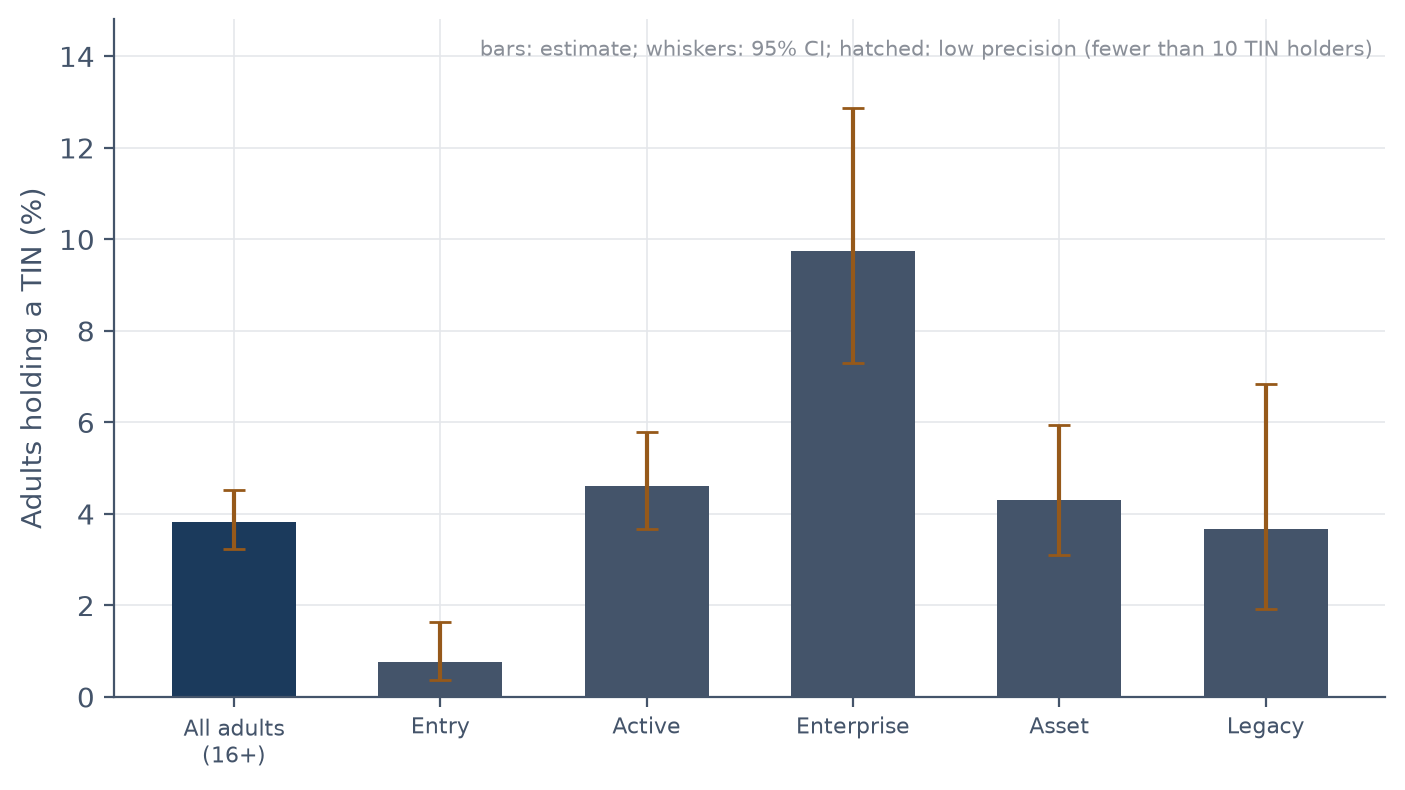 bars: estimate; whiskers: 95% CI; hatched: low precision (fewer than 10 TIN holders)
Adults holding a TIN (%)
14
12
10
8
6
4
2
0
All adults
(16+)
Entry
Active
Enterprise
Asset
Legacy